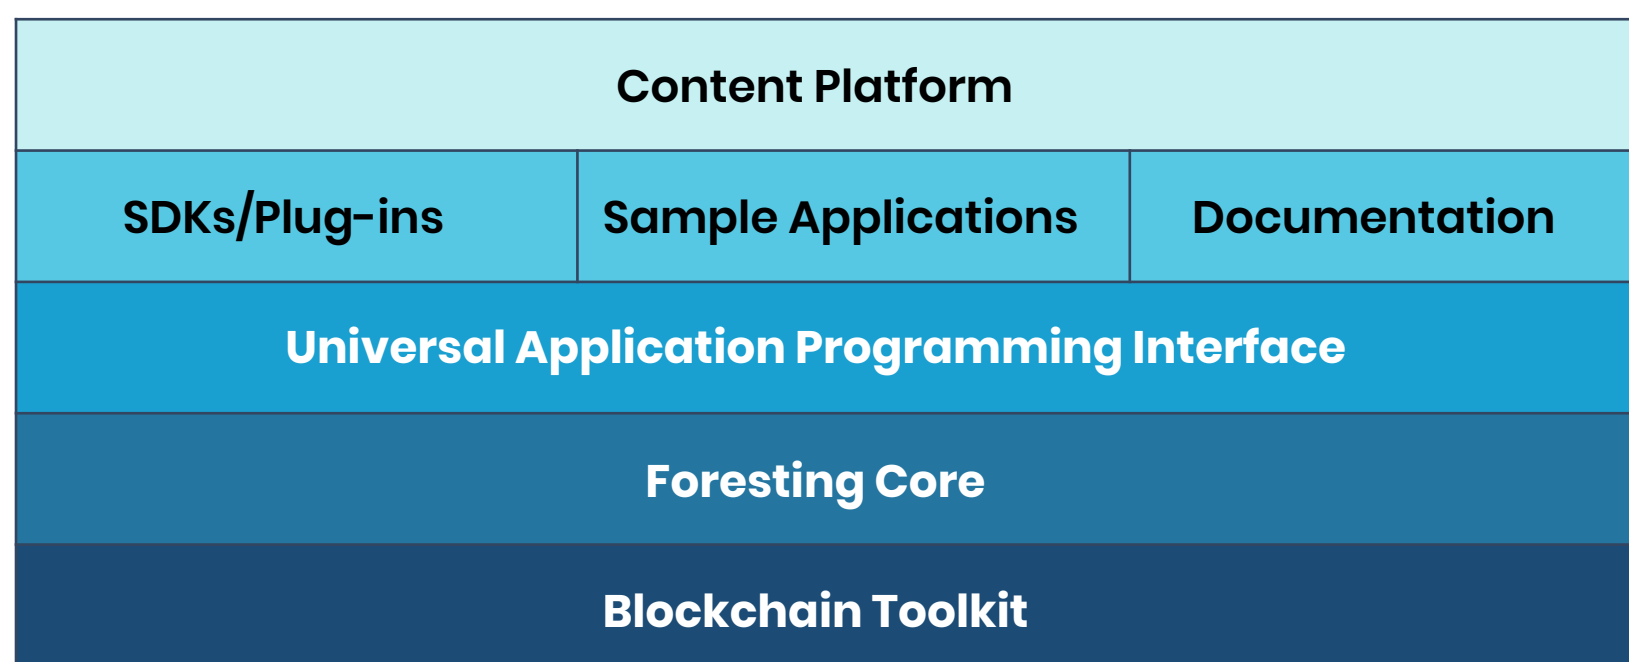 Content Platform
SDKs/Plug-ins Sample Applications Documentation
Universal Application Programming Interface
Foresting Core
Blockchain Toolkit